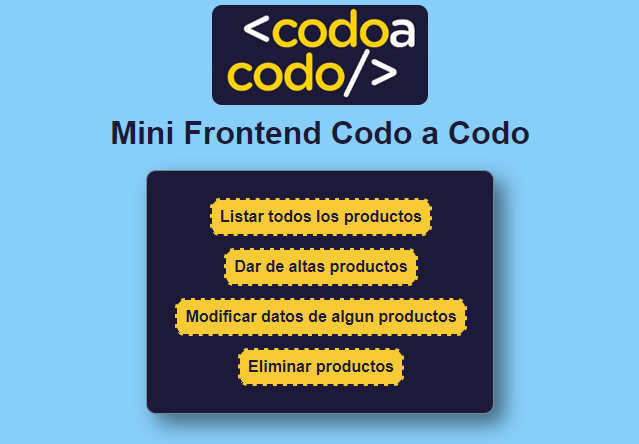 <codoa
codo/>
Mini Frontend Codo a Codo
Listar todos los productos
Dar de altas productos
Modificar datos de algun productos
Eliminar productos